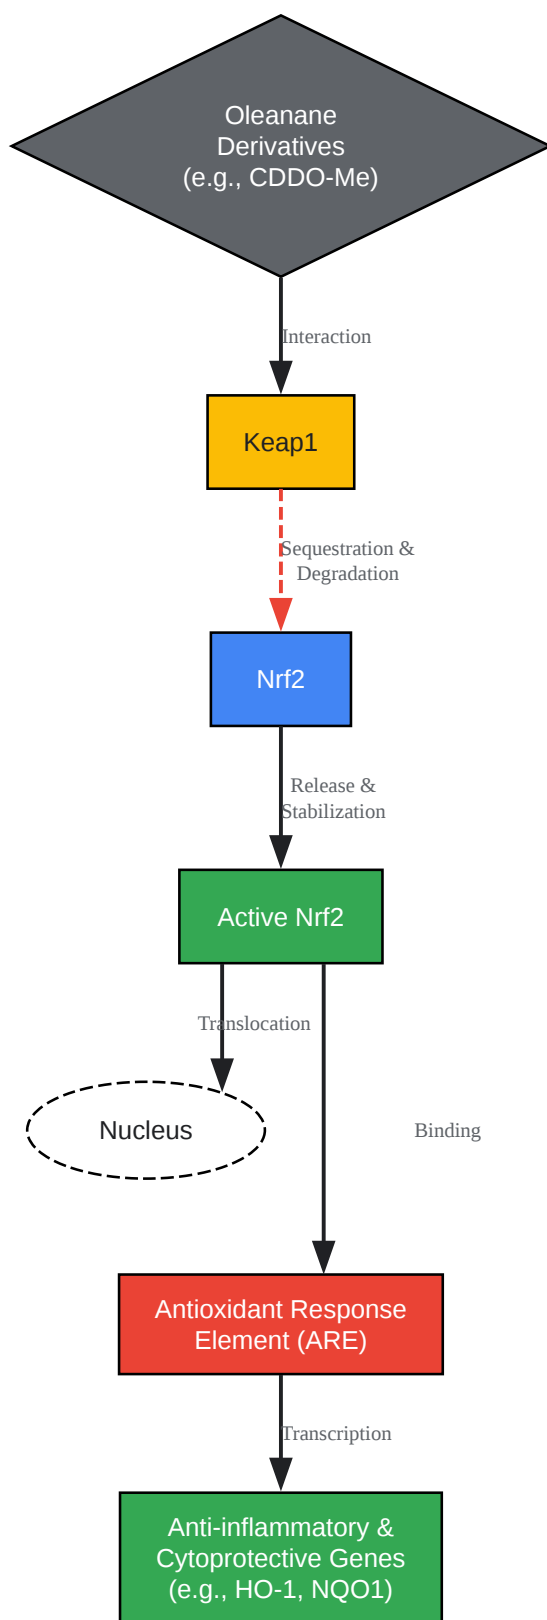 Oleanane
Derivatives
(e.g., CDDO-Me)
Interaction
Keap1
Sequestration &
Degradation
Nrf2
Release &
Stabilization
Active Nrf2
Translocation
Nucleus
Binding
Antioxidant Response
Element (ARE)
Transcription
Anti-inflammatory &
Cytoprotective Genes
(e.g., HO-1, NQO1)